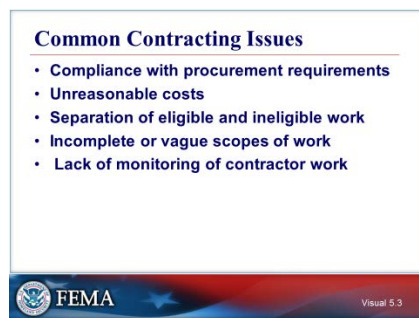 Common Contracting Issues
• Compliance with procurement requirements
• Unreasonable costs
• Separation of eligible and ineligible work
• Incomplete or vague scopes of work
• Lack of monitoring of contractor work
FEMA
Visual 5.3